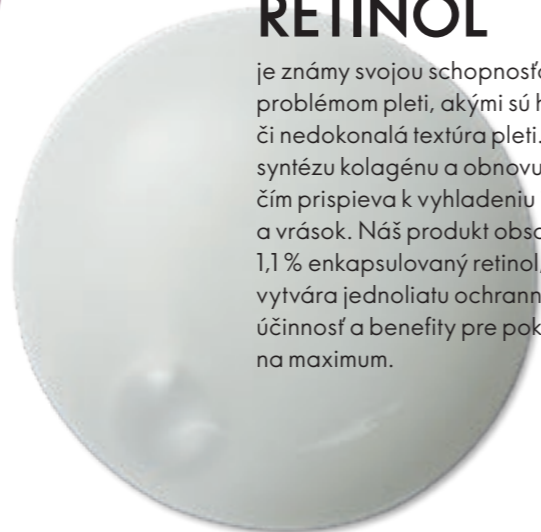 RETINOL
je známy svojou schopnosťo
problémom pleti, akými sú h
či nedokonalá textúra pleti.
syntézu kolagénu a obnovu
čím prispieva k vyhladeniu
a vrások. Náš produkt obsa
1,1 % enkapsulovaný retinol,
vytvára jednoliatu ochrann
účinnosť a benefity pre pok
na maximum.